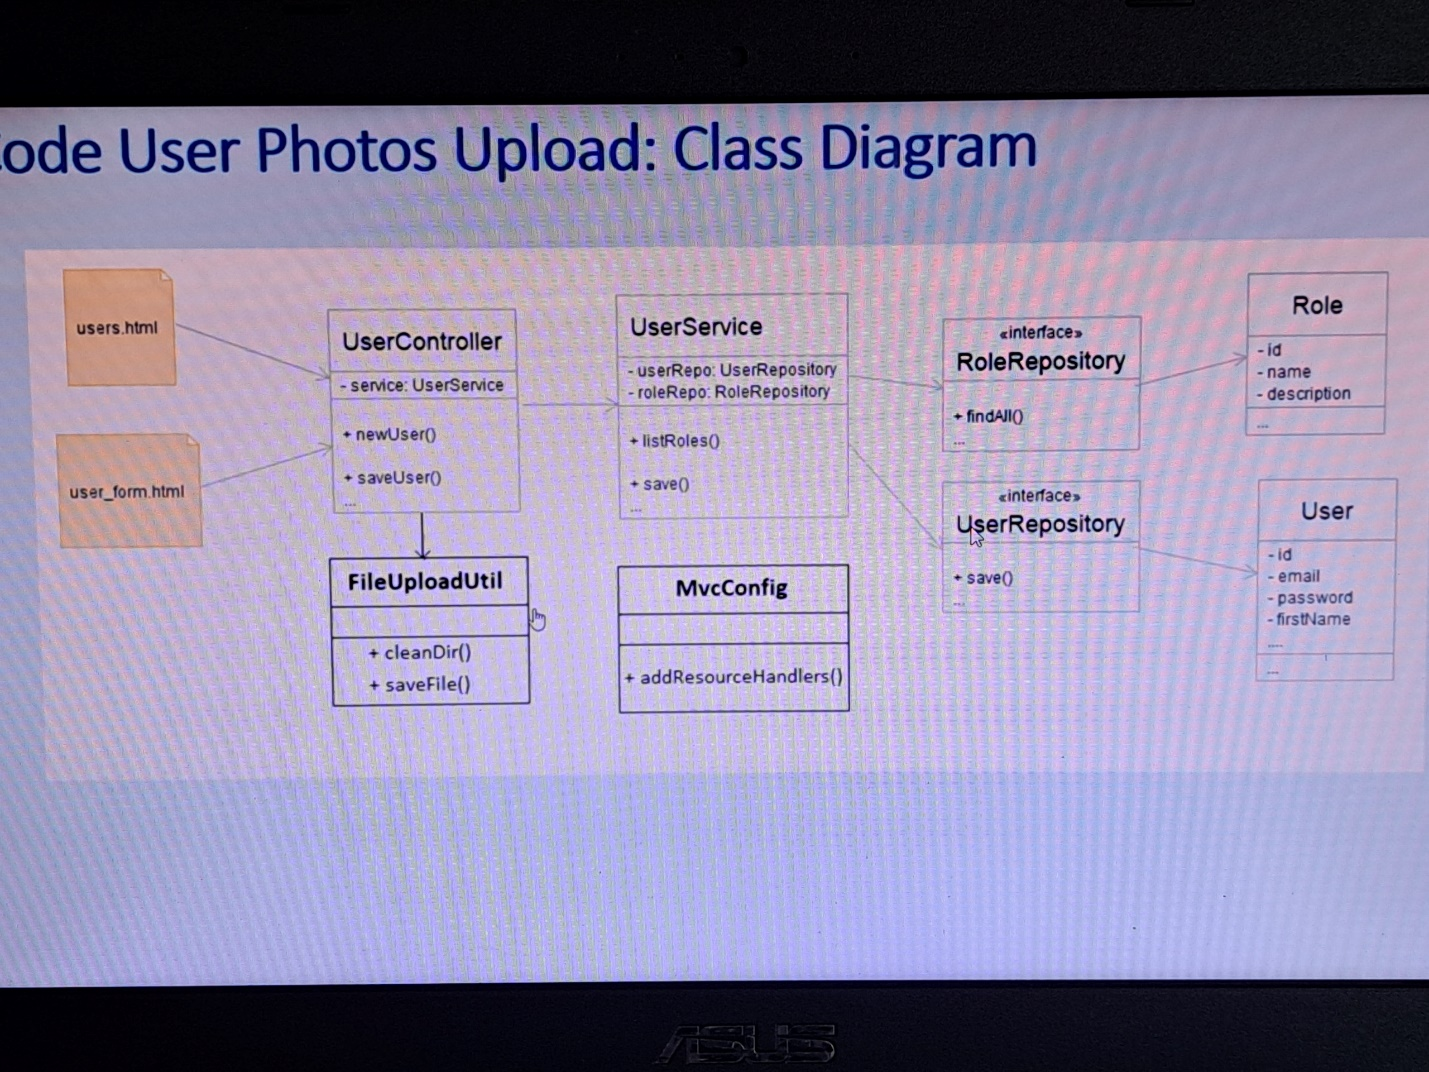 ode User Photos Upload: Class Diagram
users.html
user_form.html
UserController
- service: UserService
+ newUser()
+ saveUser()
...
FileUploadUtil
+ cleanDir()
+ saveFile()
UserService
- userRepo: UserRepository
- roleRepo: RoleRepository
+ listRoles()
+ save()
...
MvcConfig
+ addResourceHandlers()
«interface»
RoleRepository
+ findAll()
...
«interface»
UserRepository
+ save()
...
Role
- id
- name
- description
...
User
- id
- email
- password
- firstName
....
...
ASUS